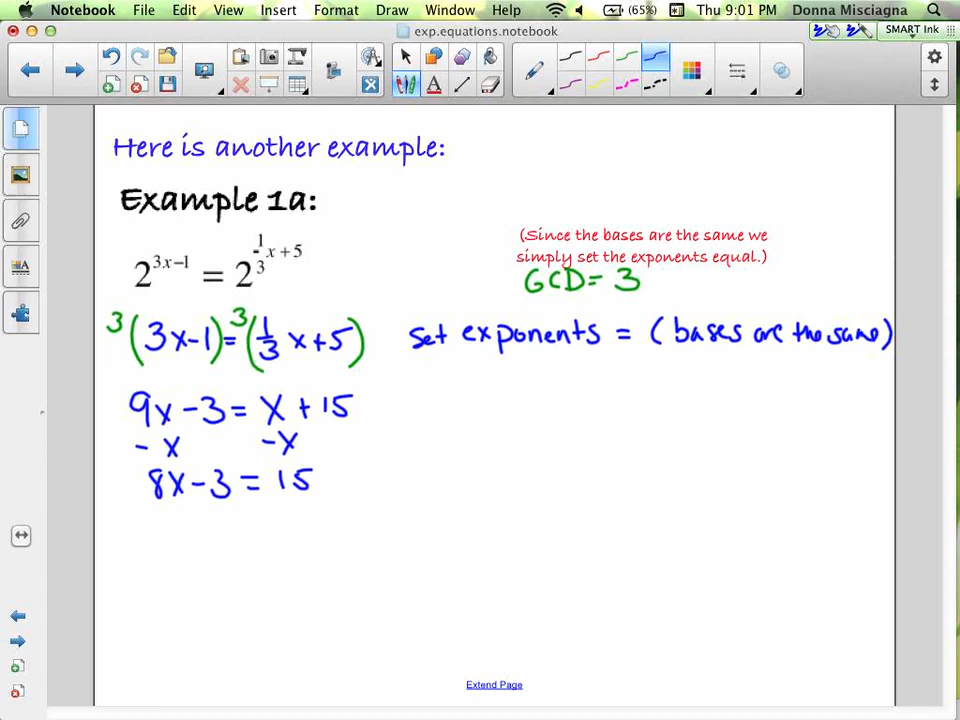 Notebook File Edit View Insert Format Draw Window Help (65%) Thu 9:01 PM Donna Misciagna
exp.equations.notebook
SMART Ink
Here is another example:
Example 1a:
(Since the bases are the same we
simply set the exponents equal.)
2^{3x-1} = 2^{\frac{1}{3}x+5}
GCD = 3
3(3x-1) = 3(\frac{1}{3}x+5) set exponents = (bases are the same)
9x - 3 = x + 15
- x -x
8x - 3 = 15
Extend Page